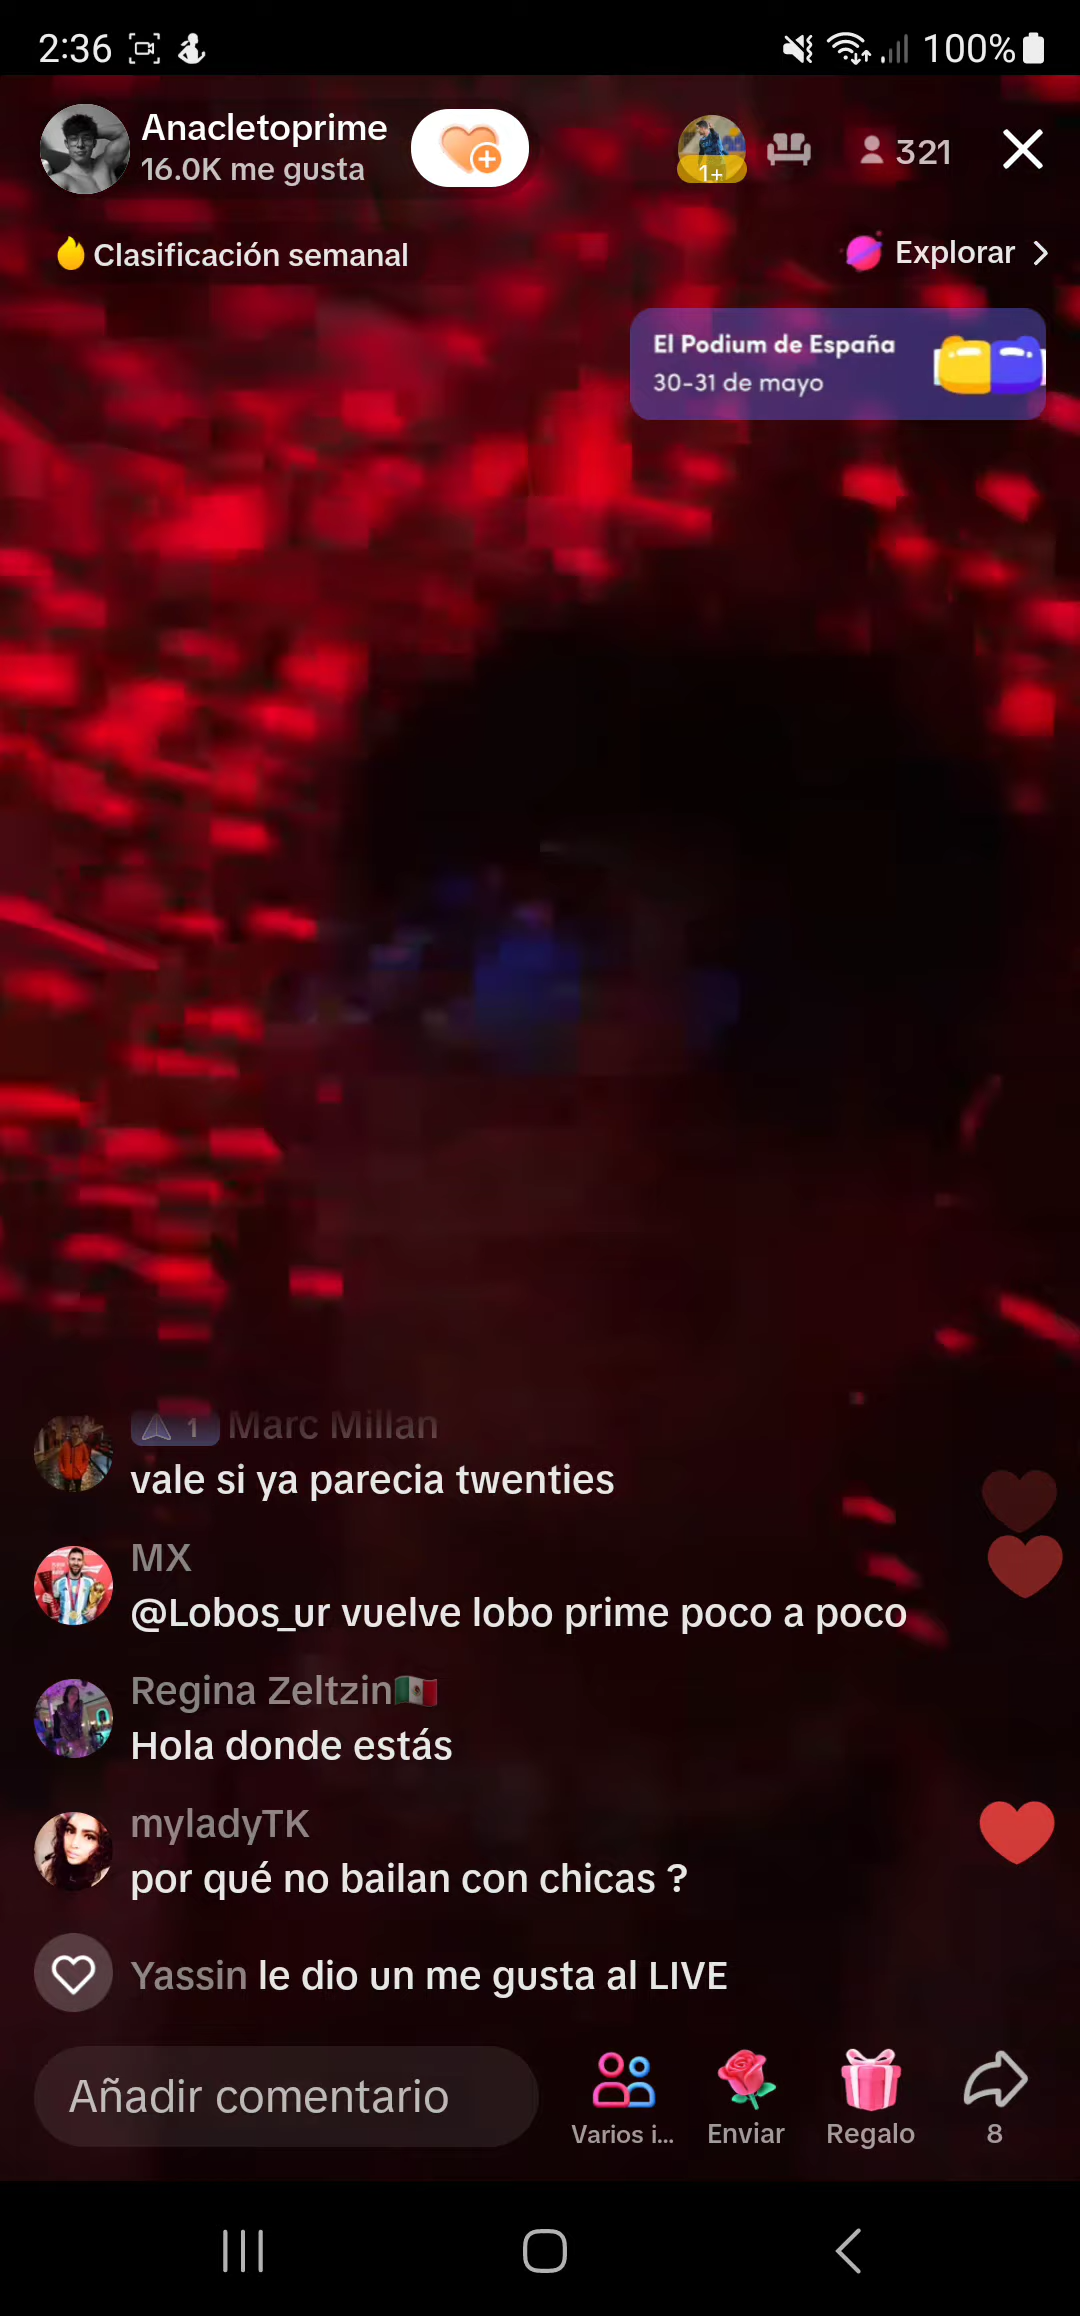 2:36
100%
Anacletoprime
16.0K me gusta
1+
321
Clasificación semanal
Explorar
El Podium de España
30-31 de mayo
1 Marc Millan
vale si ya parecia twenties
MX
@Lobos_ur vuelve lobo prime poco a poco
Regina Zeltzin🇲🇽
Hola donde estás
myladyTK
por qué no bailan con chicas ?
Yassin le dio un me gusta al LIVE
Añadir comentario
Varios i...
Enviar
Regalo
8